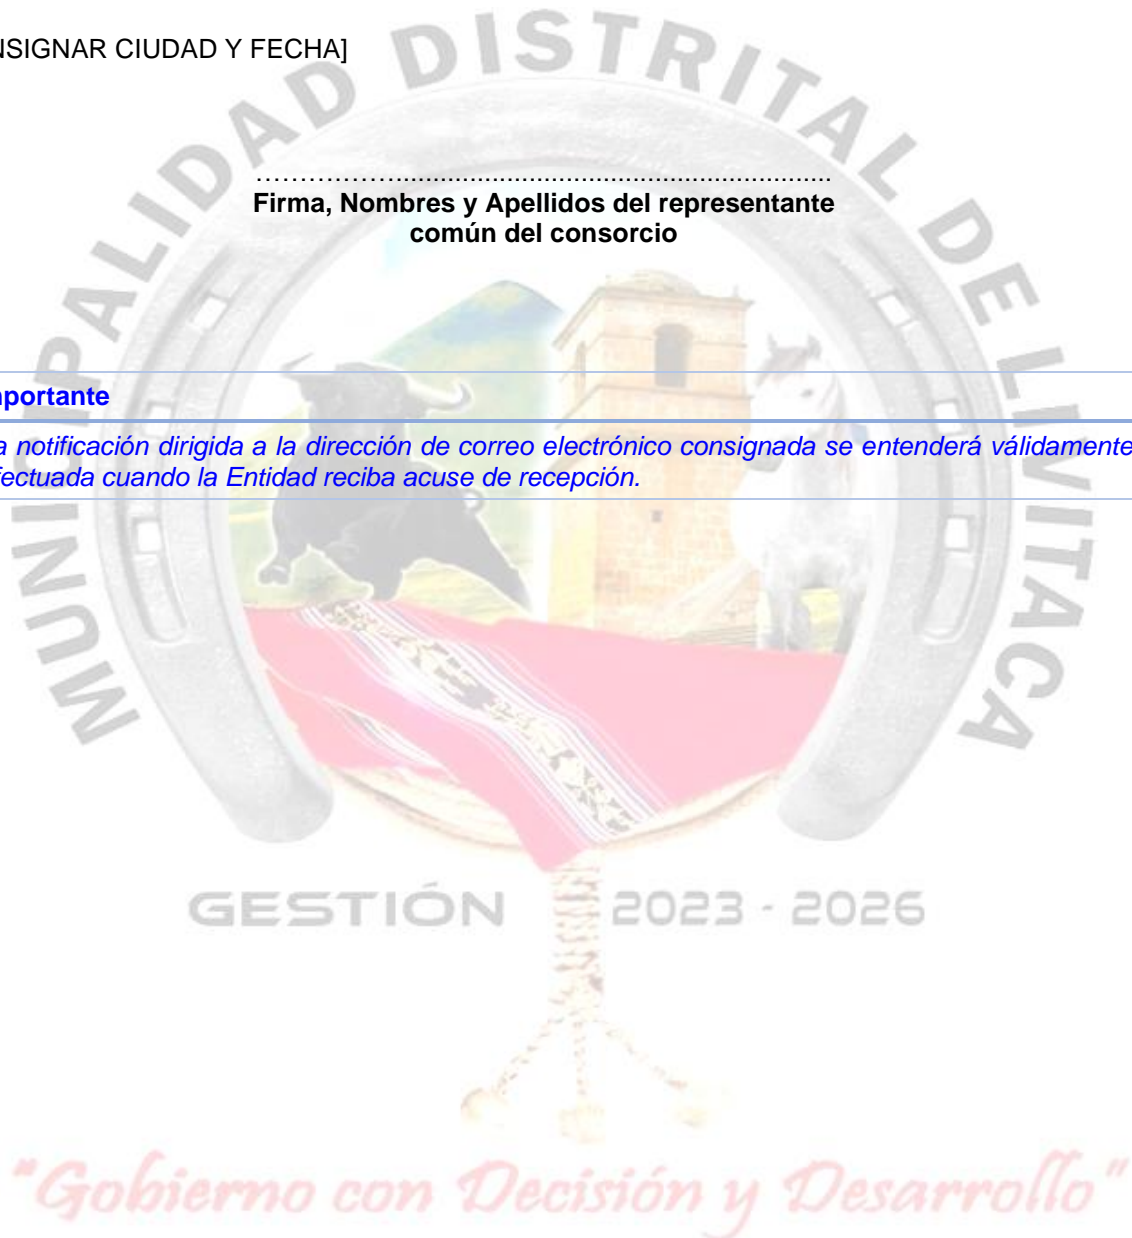 NSIGNAR CIUDAD Y FECHA]
MUNICIPALIDAD DISTRITAL DE LIVITACA
……….…….............................................................
Firma, Nombres y Apellidos del representante
común del consorcio
mportante
a notificación dirigida a la dirección de correo electrónico consignada se entenderá válidamente
fectuada cuando la Entidad reciba acuse de recepción.
GESTIÓN 2023 - 2026
"Gobierno con Decisión y Desarrollo"